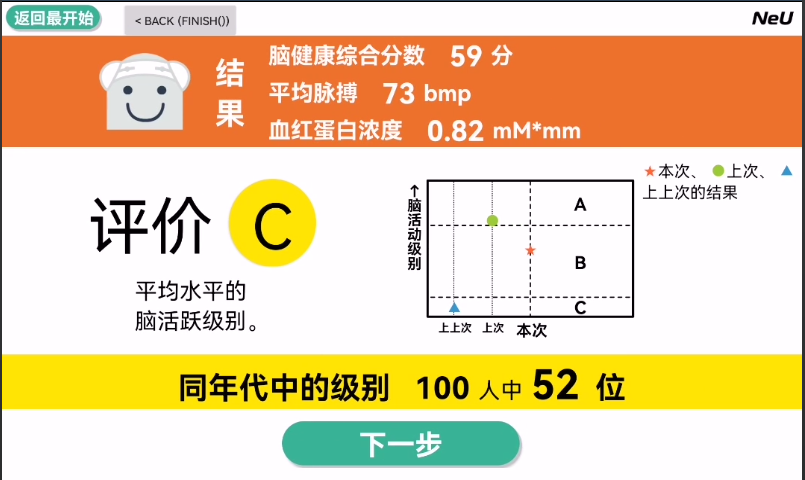 返回最开始
< BACK (FINISH())
NeU
结果
脑健康综合分数 59 分
平均脉搏 73 bmp
血红蛋白浓度 0.82 mM*mm
评价 C
平均水平的
脑活跃级别。
↑脑活动级别
A
B
C
上上次 上次 本次
★本次、●上次、▲
上上次的结果
同年代中的级别 100 人中 52 位
下一步